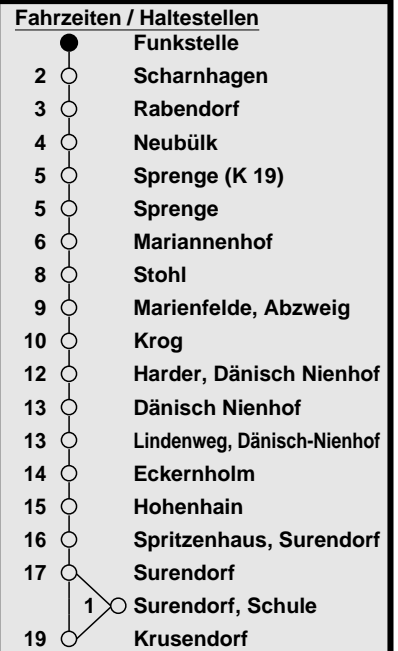 Fahrzeiten / Haltestellen
Funkstelle
2 Scharnhagen
3 Rabendorf
4 Neubülk
5 Sprenge (K 19)
5 Sprenge
6 Mariannenhof
8 Stohl
9 Marienfelde, Abzweig
10 Krog
12 Harder, Dänisch Nienhof
13 Dänisch Nienhof
13 Lindenweg, Dänisch-Nienhof
14 Eckernholm
15 Hohenhain
16 Spritzenhaus, Surendorf
17 Surendorf
1 Surendorf, Schule
19 Krusendorf